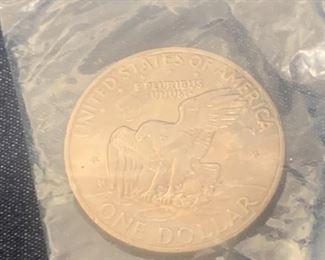 UNITED STATES OF AMERICA
E PLURIBUS
UNUM
ONE DOLLAR